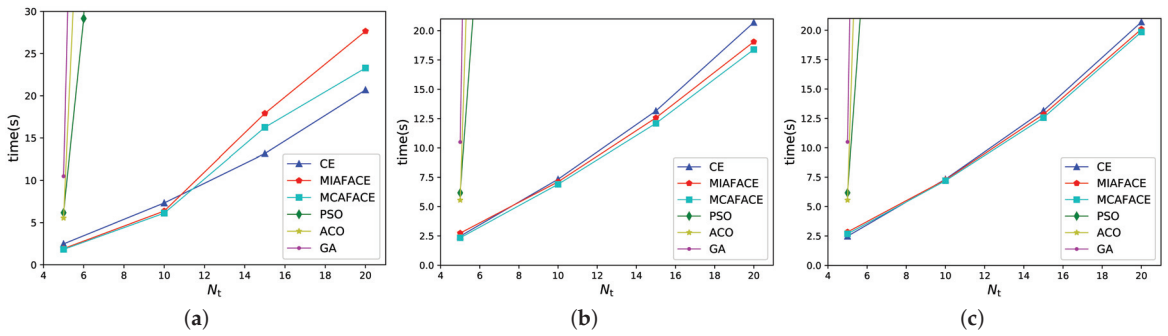 30
25
20
15
10
5
0
time(s)
4 6 8 10 12 14 16 18 20
Nt
CE
MIAFACE
MCAFACE
PSO
ACO
GA
(a)
20.0
17.5
15.0
12.5
10.0
7.5
5.0
2.5
0.0
time(s)
4 6 8 10 12 14 16 18 20
Nt
CE
MIAFACE
MCAFACE
PSO
ACO
GA
(b)
20.0
17.5
15.0
12.5
10.0
7.5
5.0
2.5
0.0
time(s)
4 6 8 10 12 14 16 18 20
Nt
CE
MIAFACE
MCAFACE
PSO
ACO
GA
(c)